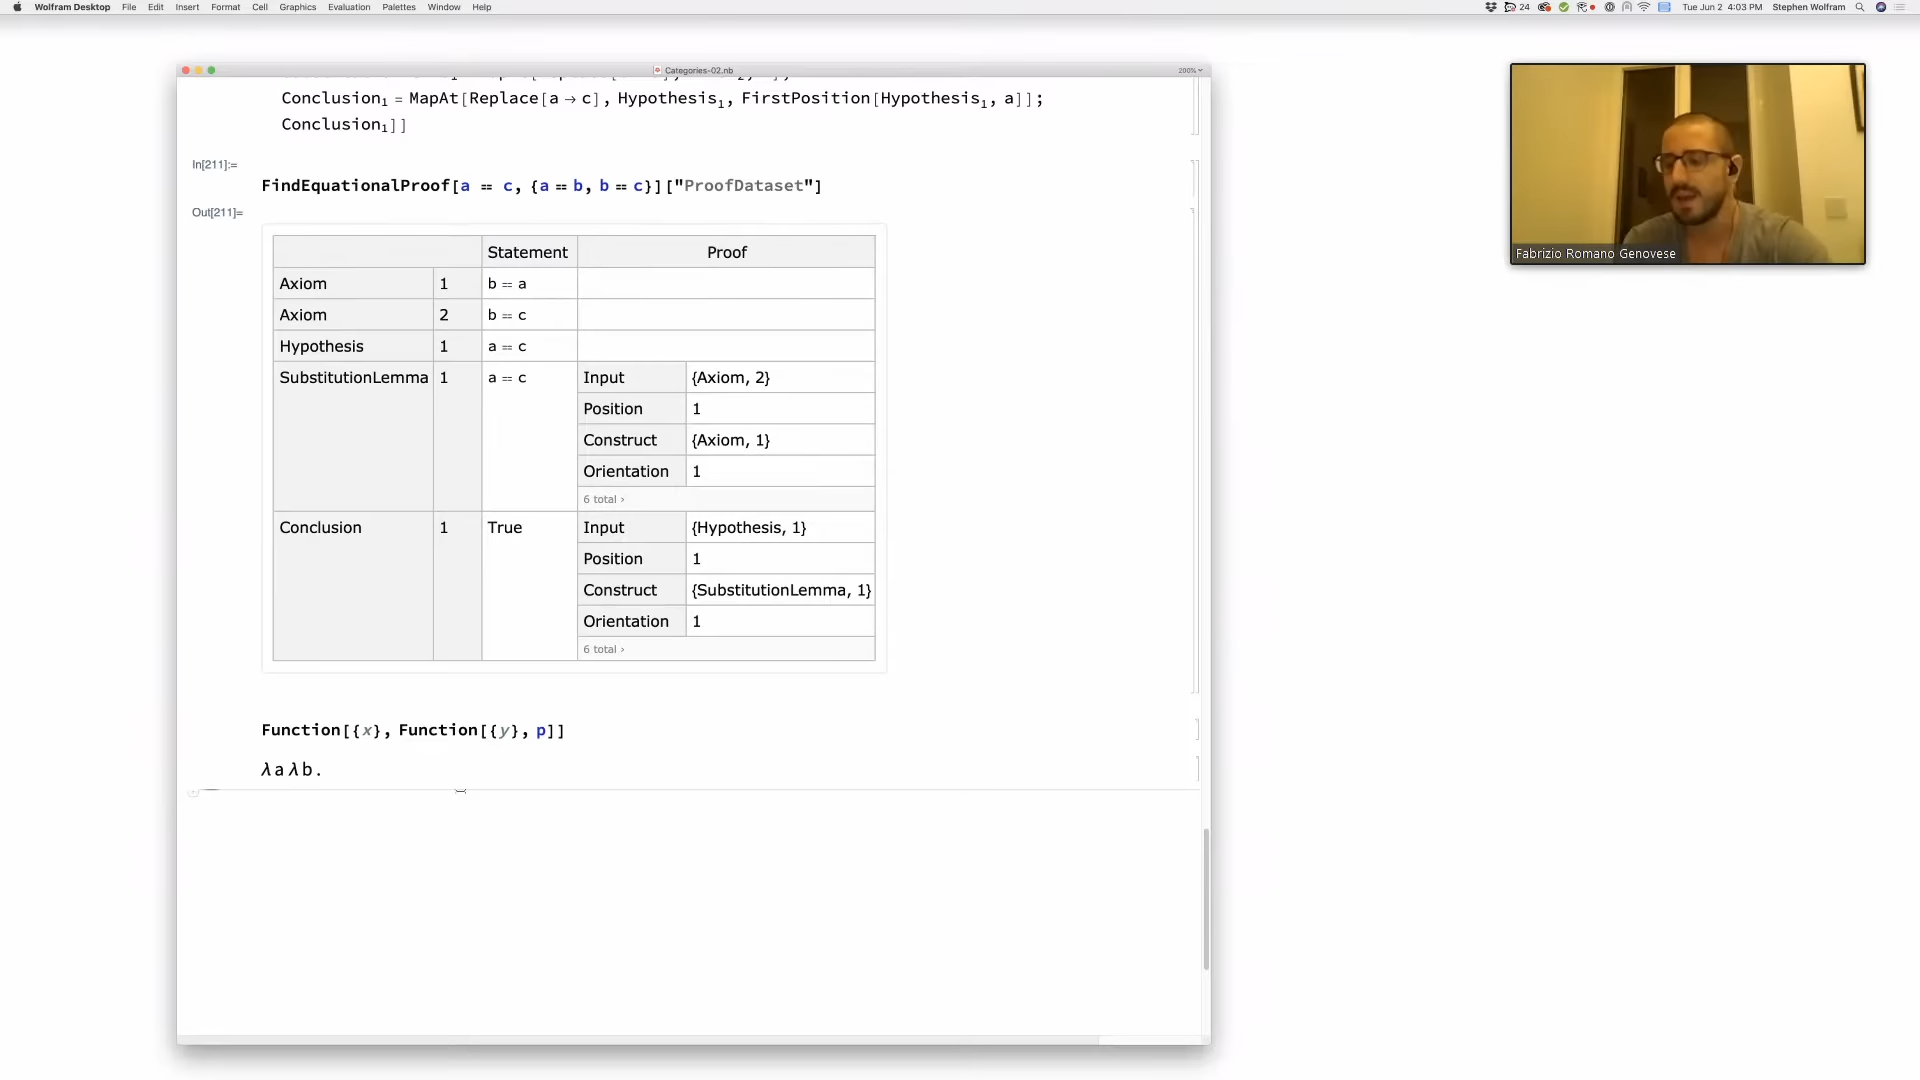 Wolfram Desktop File Edit Insert Format Cell Graphics Evaluation Palettes Window Help 24 Tue Jun 2 4:03 PM Stephen Wolfram
Categories-02.nb 200%
Conclusion₁ = MapAt[Replace[a → c], Hypothesis₁, FirstPosition[Hypothesis₁, a]];
Conclusion₁]]
In[211]:=
FindEquationalProof[a == c, {a == b, b == c}]["ProofDataset"]
Out[211]=
Statement Proof
Axiom 1 b == a
Axiom 2 b == c
Hypothesis 1 a == c
SubstitutionLemma 1 a == c Input {Axiom, 2}
Position 1
Construct {Axiom, 1}
Orientation 1
6 total ›
Conclusion 1 True Input {Hypothesis, 1}
Position 1
Construct {SubstitutionLemma, 1}
Orientation 1
6 total ›
Function[{x}, Function[{y}, p]]
λ a λ b .
Fabrizio Romano Genovese